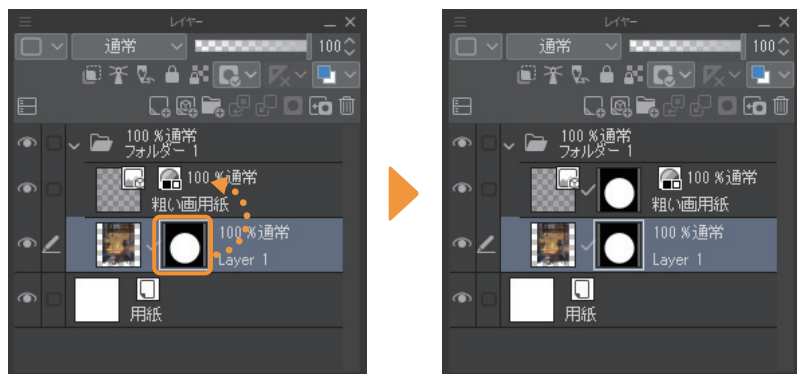 レイヤー
通常
100
100 %通常
フォルダー 1
100 %通常
粗い画用紙
100 %通常
Layer 1
用紙
レイヤー
通常
100
100 %通常
フォルダー 1
100 %通常
粗い画用紙
100 %通常
Layer 1
用紙